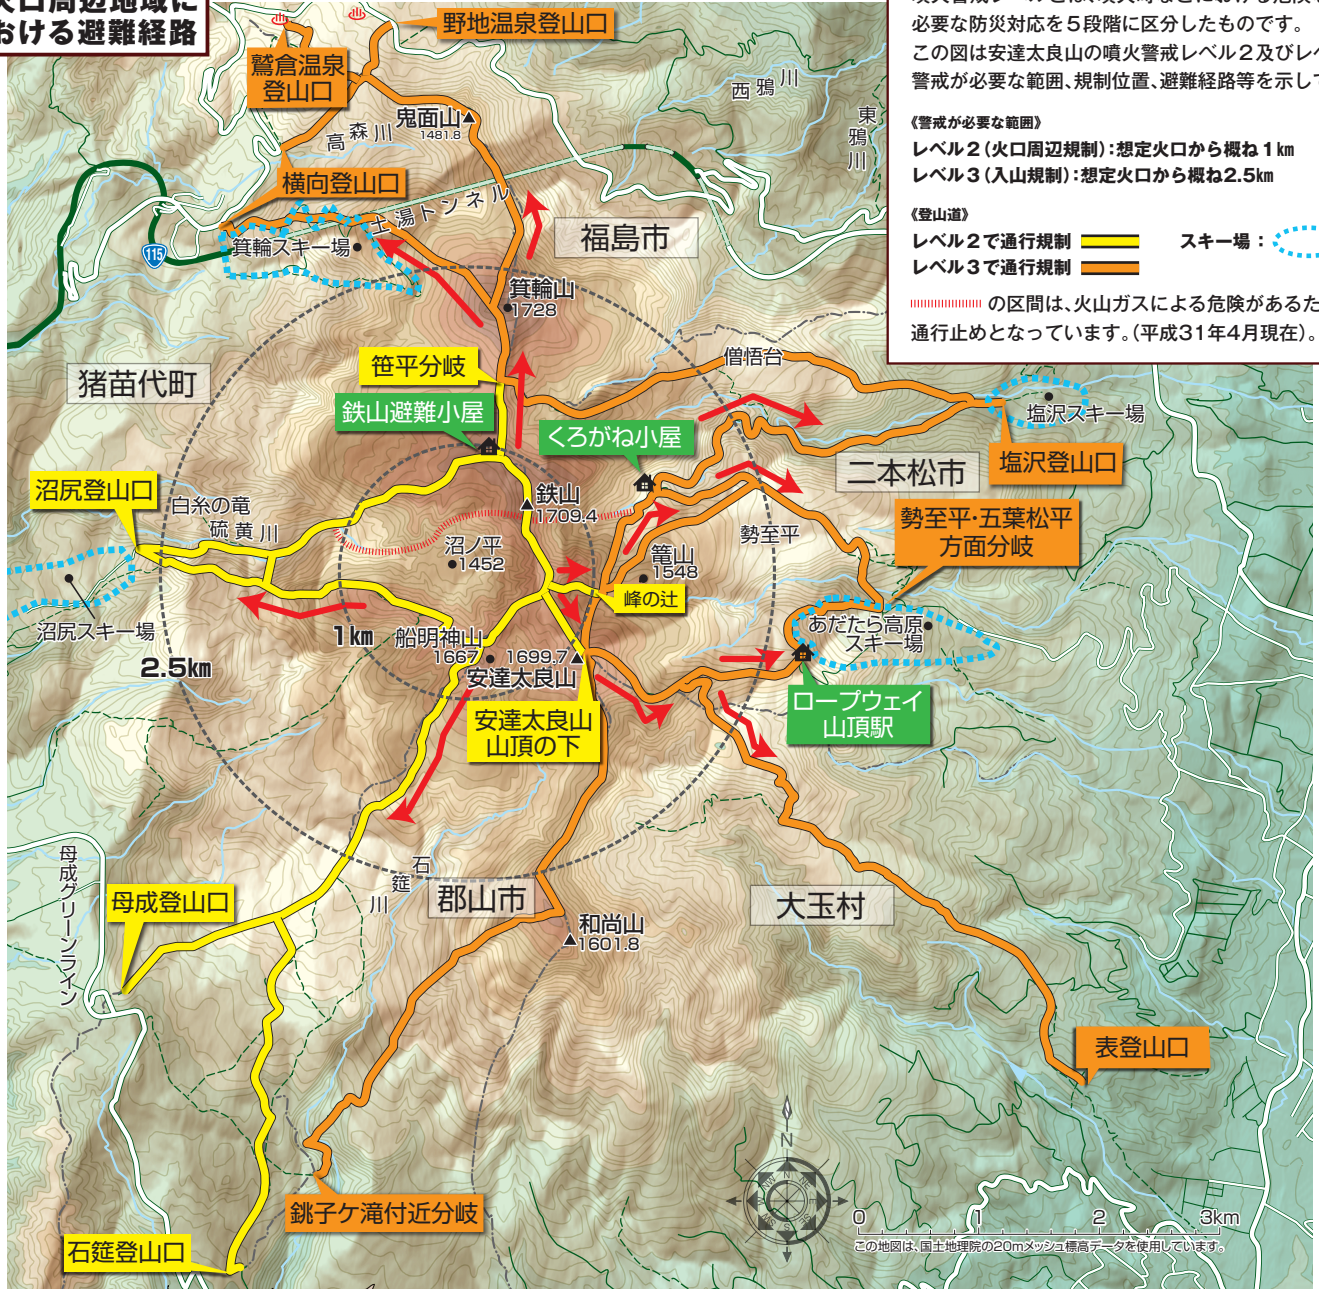 火口周辺地域に
おける避難経路
必要な防災対応を5段階に区分したものです。
この図は安達太良山の噴火警戒レベル2及びレベ
警戒が必要な範囲、規制位置、避難経路等を示して
《警戒が必要な範囲》
レベル2(火口周辺規制):想定火口から概ね1km
レベル3(入山規制):想定火口から概ね2.5km
《登山道》
レベル2で通行規制
スキー場:
レベル3で通行規制
の区間は、火山ガスによる危険があるた
通行止めとなっています。(平成31年4月現在)。
野地温泉登山口
鷲倉温泉
登山口
鬼面山
1481.8
高森川
西鴉川
東鴉川
横向登山口
土湯トンネル
115
箕輪スキー場
福島市
箕輪山
1728
笹平分岐
僧悟台
猪苗代町
鉄山避難小屋
くろがね小屋
塩沢スキー場
塩沢登山口
二本松市
沼尻登山口
白糸の竜
硫黄川
鉄山
1709.4
勢至平・五葉松平
方面分岐
勢至平
沼ノ平
1452
篭山
1548
峰の辻
あだたら高原
スキー場
沼尻スキー場
1km
2.5km
船明神山
1667
1699.7
安達太良山
安達太良山
山頂の下
ロープウェイ
山頂駅
母成グリーンライン
石筵川
母成登山口
郡山市
大玉村
和尚山
1601.8
表登山口
銚子ケ滝付近分岐
石筵登山口
N
NE
E
SE
S
SW
W
NW
0
1
2
3km
この地図は、国土地理院の20mメッシュ標高データを使用しています。